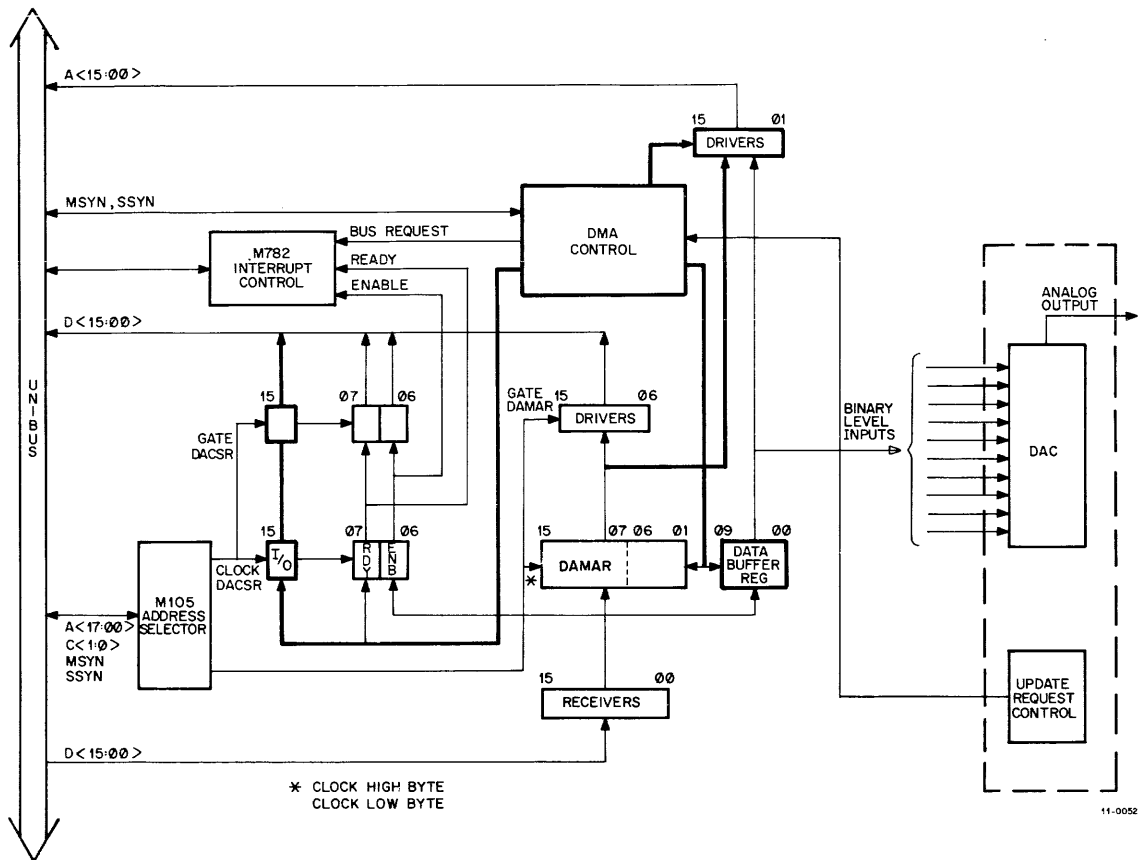 A<15:00>
15 01
DRIVERS
MSYN, SSYN
DMA
CONTROL
BUS REQUEST
M782
INTERRUPT
CONTROL
READY
ENABLE
ANALOG
OUTPUT
D<15:00>
UNIBUS
15
07 06
GATE
DAMAR
15 06
DRIVERS
GATE
DACSR
BINARY
LEVEL
INPUTS
DAC
15
I/O
07 06
RDY
ENB
15 07 06 01
DAMAR
09 00
DATA
BUFFER
REG
CLOCK
DACSR
*
M105
ADDRESS
SELECTOR
A<17:00>
C<1:0>
MSYN
SSYN
15 00
RECEIVERS
UPDATE
REQUEST
CONTROL
D<15:00>
* CLOCK HIGH BYTE
CLOCK LOW BYTE
11-0052